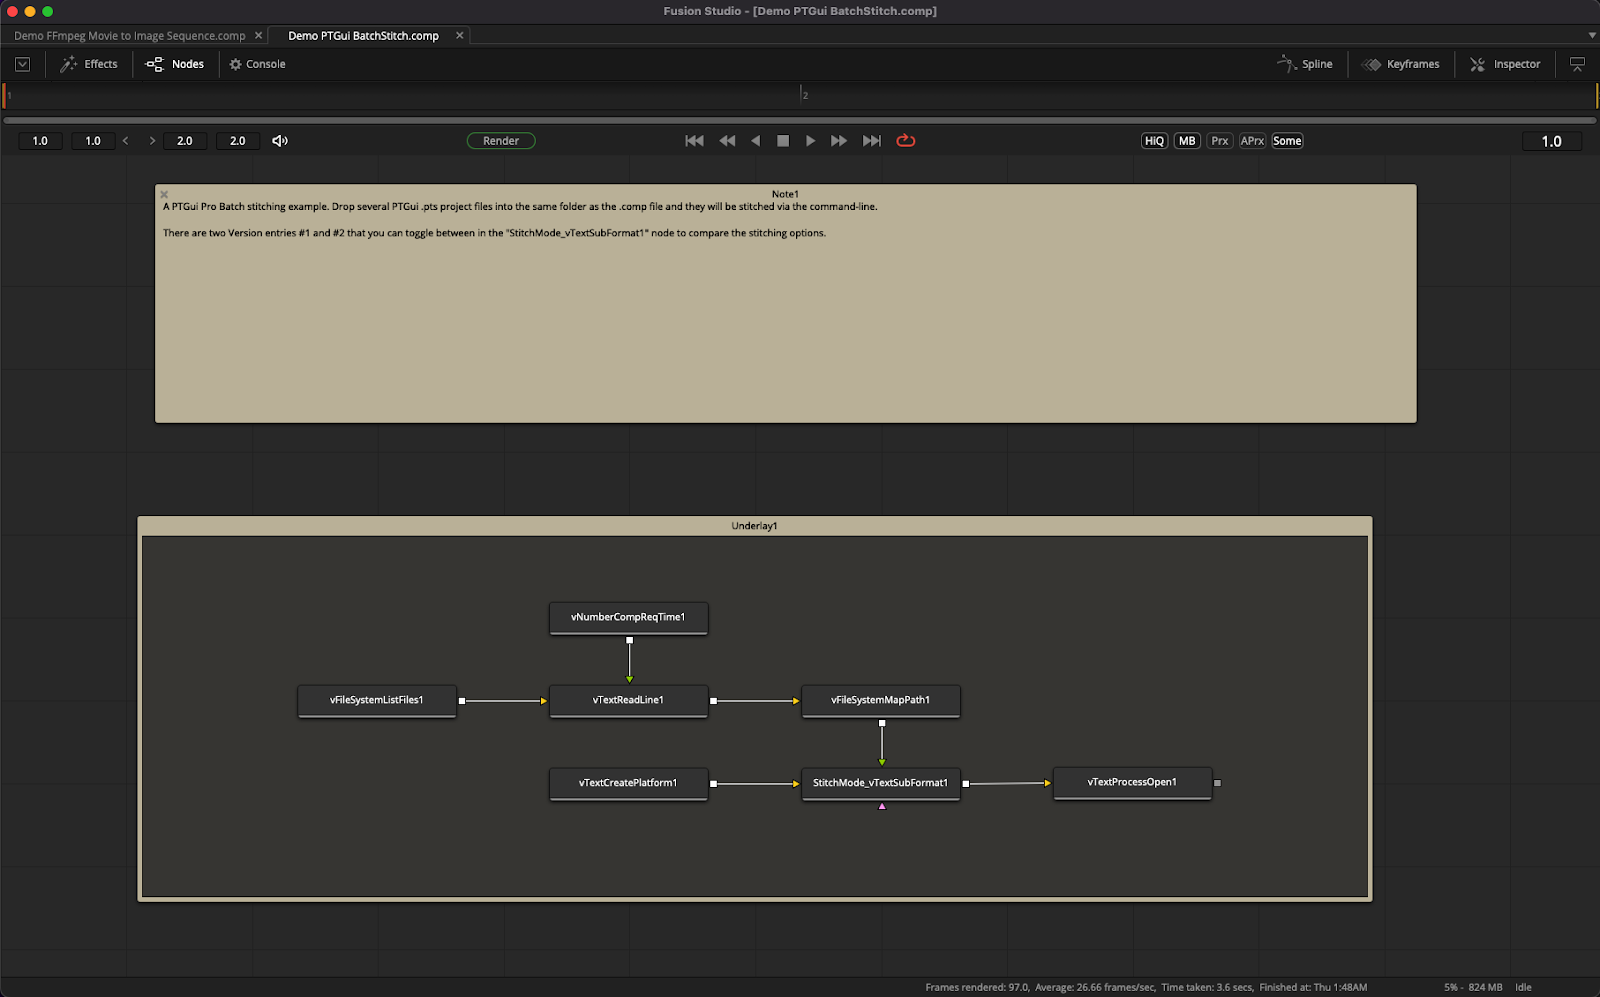 Fusion Studio - [Demo PTGui BatchStitch.comp]
Demo FFmpeg Movie to Image Sequence.comp
Demo PTGui BatchStitch.comp
Effects
Nodes
Console
Spline
Keyframes
Inspector
1
2
1.0
1.0
2.0
2.0
Render
HiQ
MB
Prx
APrx
Some
1.0
Note1
A PTGui Pro Batch stitching example. Drop several PTGui .pts project files into the same folder as the .comp file and they will be stitched via the command-line.
There are two Version entries #1 and #2 that you can toggle between in the "StitchMode_vTextSubFormat1" node to compare the stitching options.
Underlay1
vNumberCompReqTime1
vFileSystemListFiles1
vTextReadLine1
vFileSystemMapPath1
vTextCreatePlatform1
StitchMode_vTextSubFormat1
vTextProcessOpen1
Frames rendered: 97.0, Average: 26.66 frames/sec, Time taken: 3.6 secs, Finished at: Thu 1:48AM
5% - 824 MB
Idle